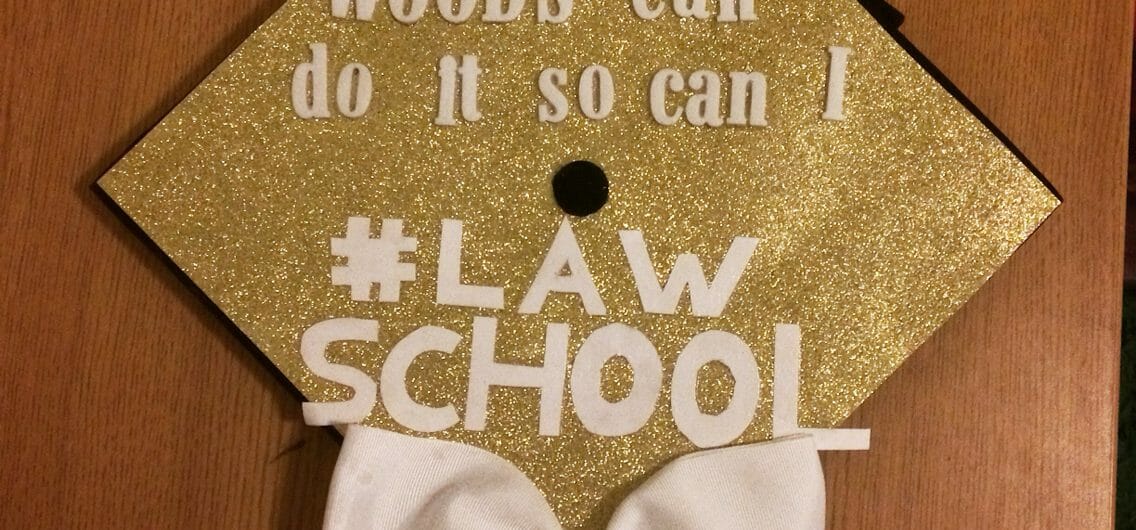 WOODS can
do it so can I
#LAW
SCHOOL